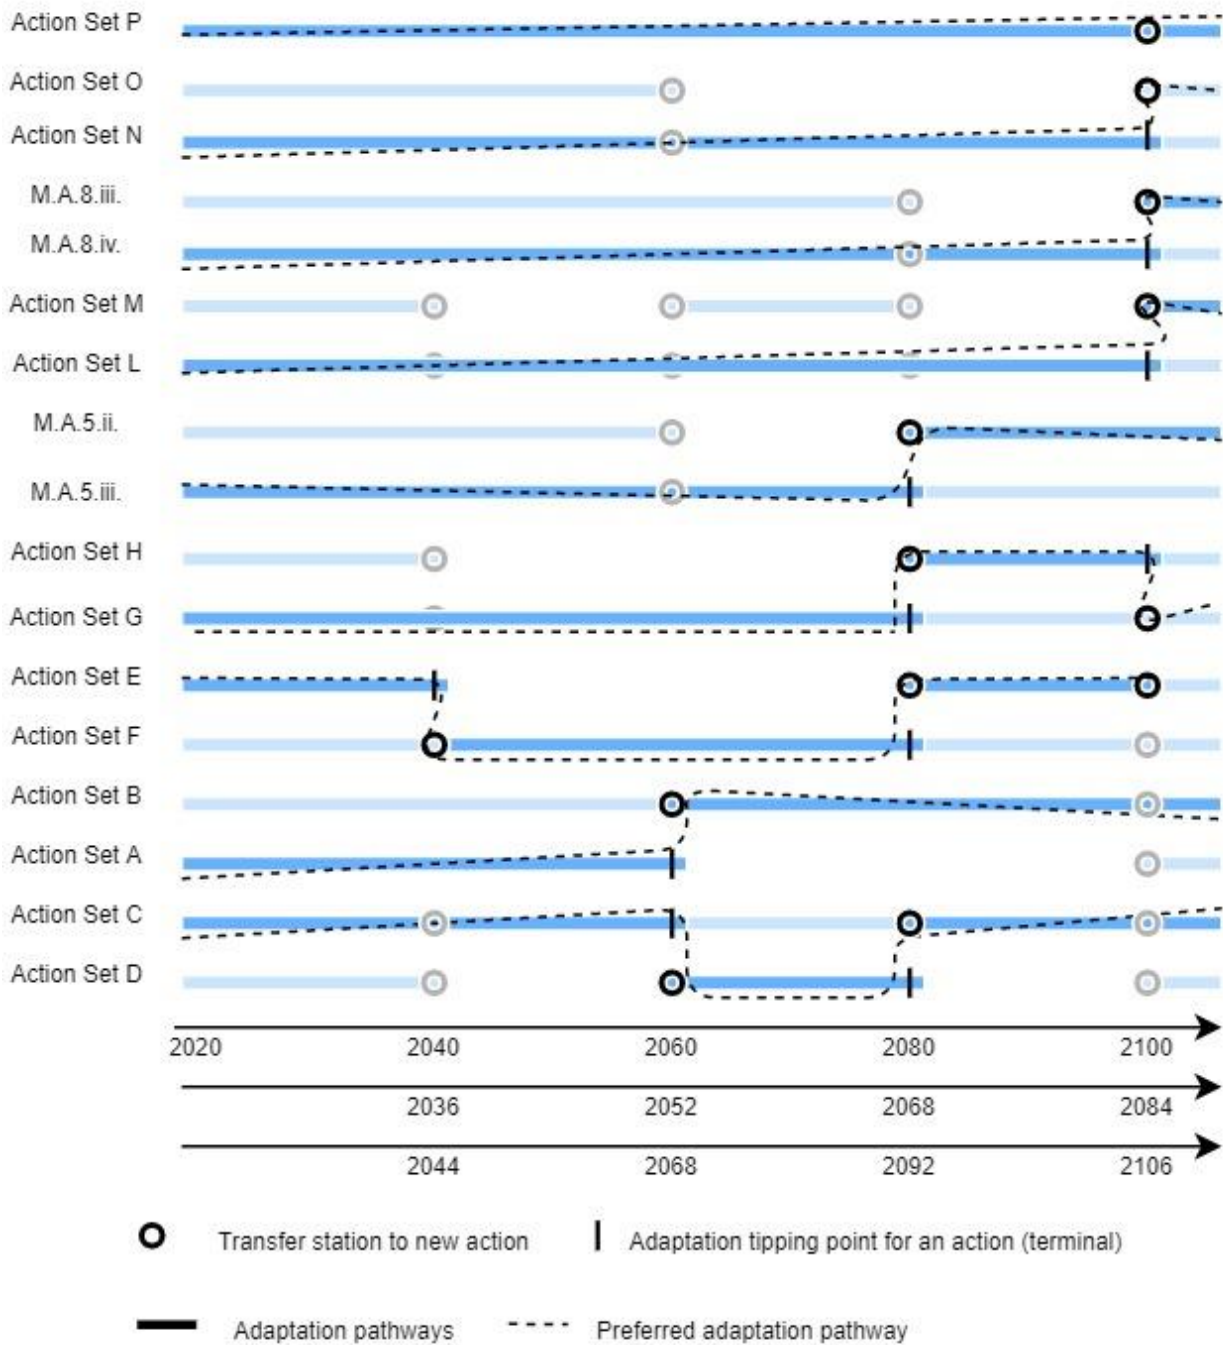 Action Set P
Action Set O
Action Set N
M.A.8.iii.
M.A.8.iv.
Action Set M
Action Set L
M.A.5.ii.
M.A.5.iii.
Action Set H
Action Set G
Action Set E
Action Set F
Action Set B
Action Set A
Action Set C
Action Set D
2020 2040 2060 2080 2100
2036 2052 2068 2084
2044 2068 2092 2106
Transfer station to new action Adaptation tipping point for an action (terminal)
Adaptation pathways Preferred adaptation pathway